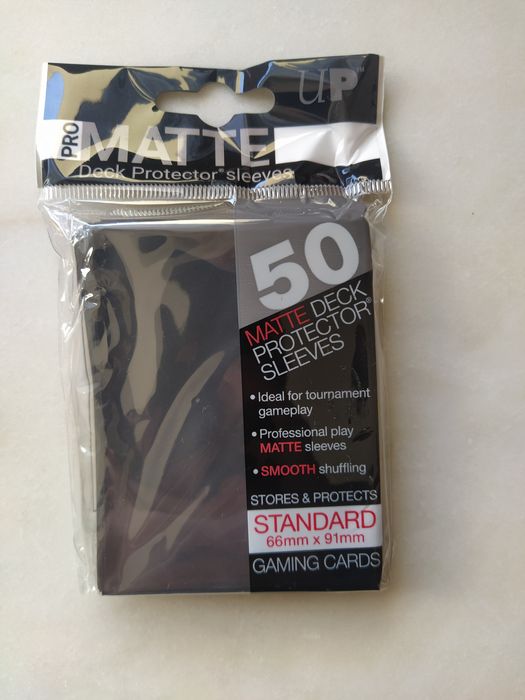 UP™
PRO
MATTE
Deck Protector® sleeves
50
MATTE DECK
PROTECTOR®
SLEEVES
• Ideal for tournament
gameplay
• Professional play
MATTE sleeves
• SMOOTH shuffling
STORES & PROTECTS
STANDARD
66mm x 91mm
GAMING CARDS